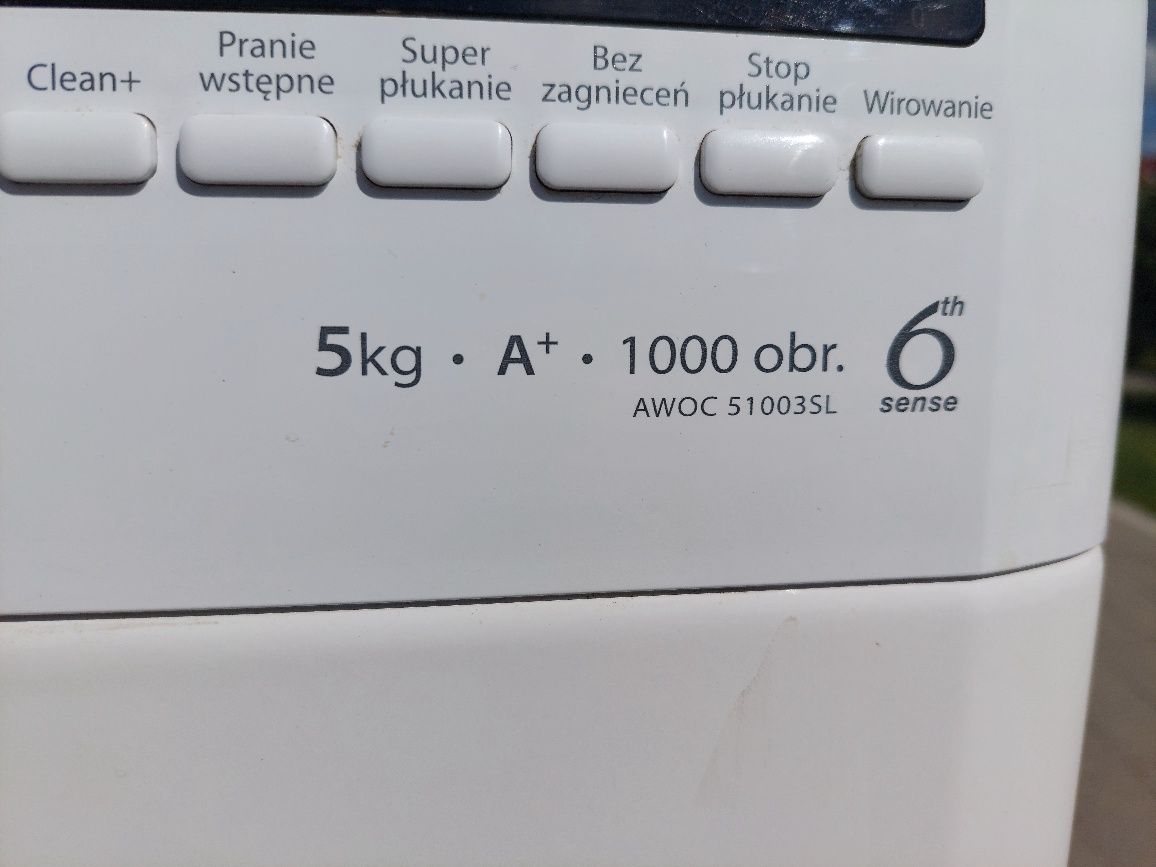 Clean+
Pranie
wstępne
Super
płukanie
Bez
zagnieceń
Stop
płukanie
Wirowanie
5kg · A+ · 1000 obr.
AWOC 51003SL
6th
sense